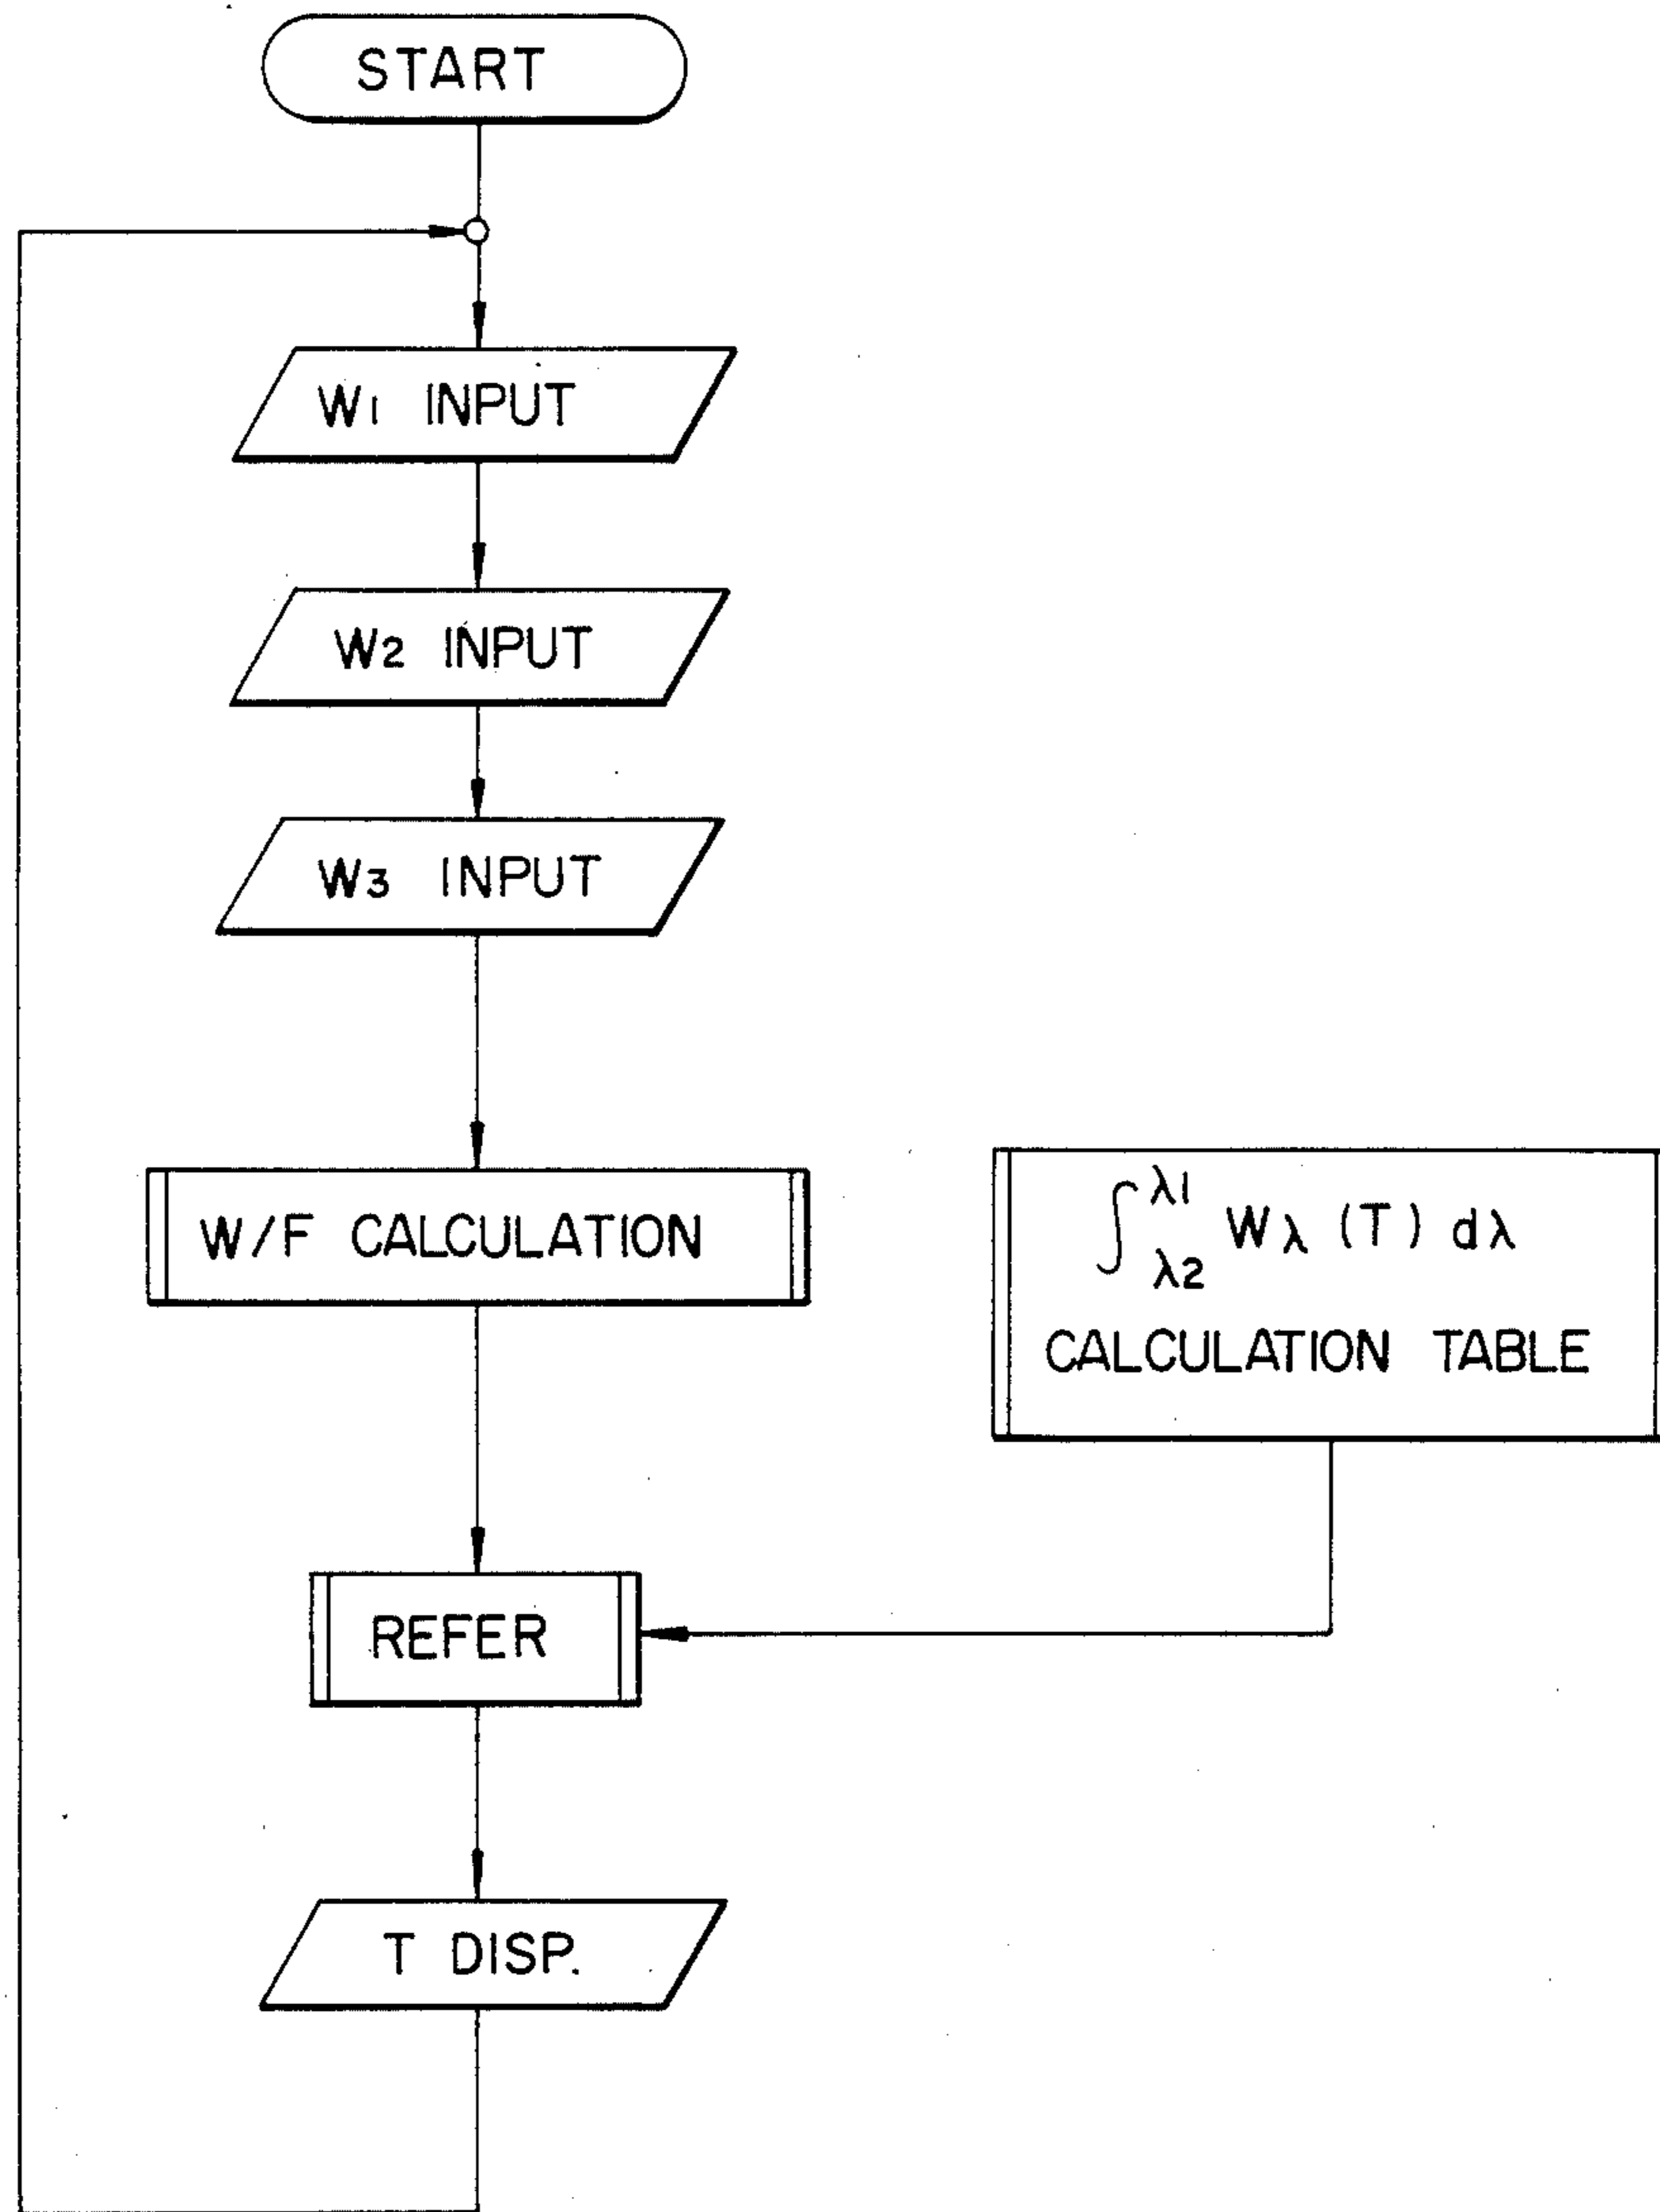 START
W1 INPUT
W2 INPUT
W3 INPUT
W/F CALCULATION
∫λ2λ1 Wλ (T) dλ
CALCULATION TABLE
REFER
T DISP.